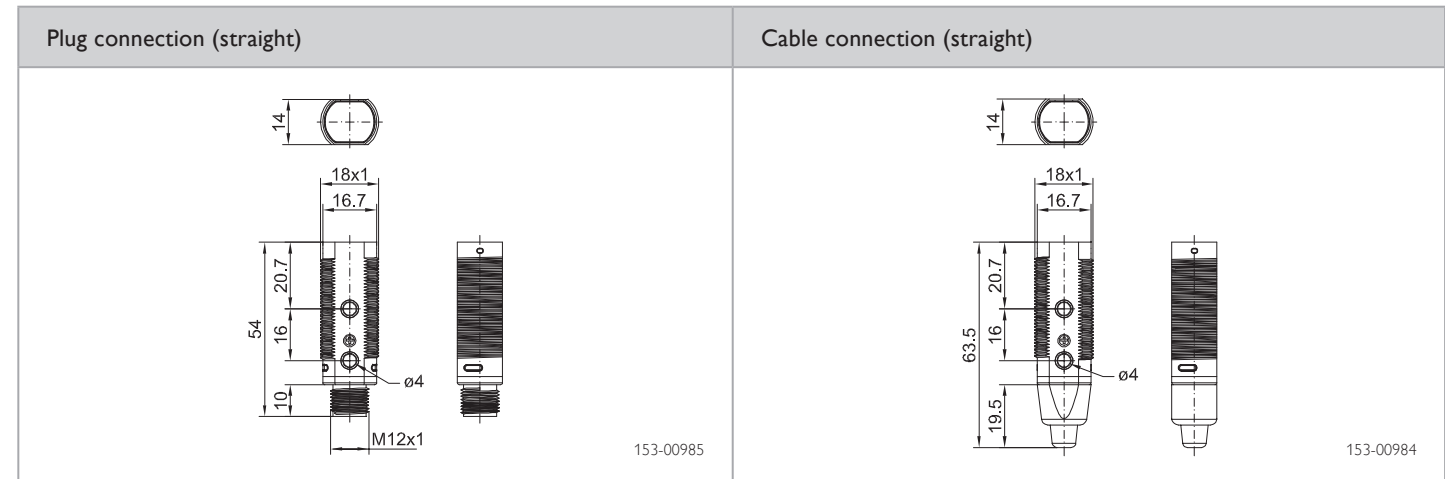 Plug connection (straight)
Cable connection (straight)
14
18x1
16.7
20.7
16
54
10
ø4
M12x1
153-00985
14
18x1
16.7
20.7
16
63.5
19.5
ø4
153-00984